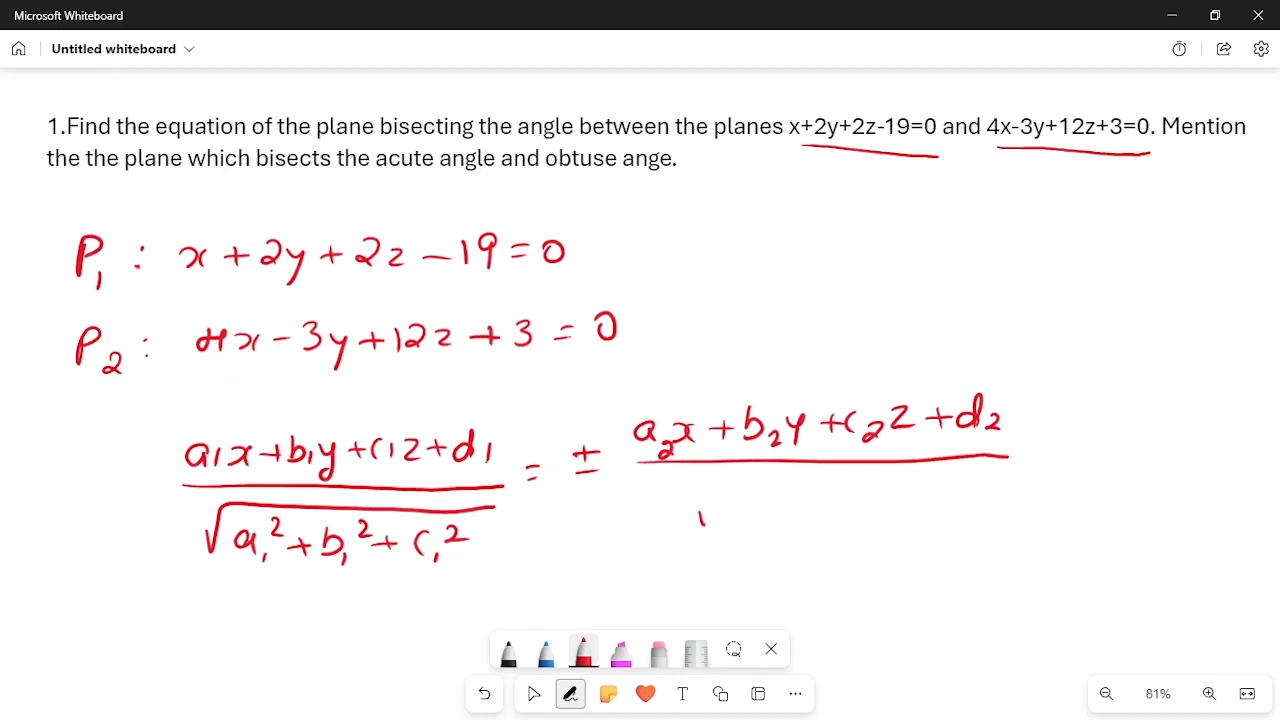 Microsoft Whiteboard
Untitled whiteboard
1.Find the equation of the plane bisecting the angle between the planes x+2y+2z-19=0 and 4x-3y+12z+3=0. Mention
the the plane which bisects the acute angle and obtuse ange.
P₁ : x + 2y + 2z - 19 = 0
P₂ : 4x - 3y + 12z + 3 = 0
a₁x + b₁y + c₁z + d₁ = ± a₂x + b₂y + c₂z + d₂
√a₁² + b₁² + c₁²
81%